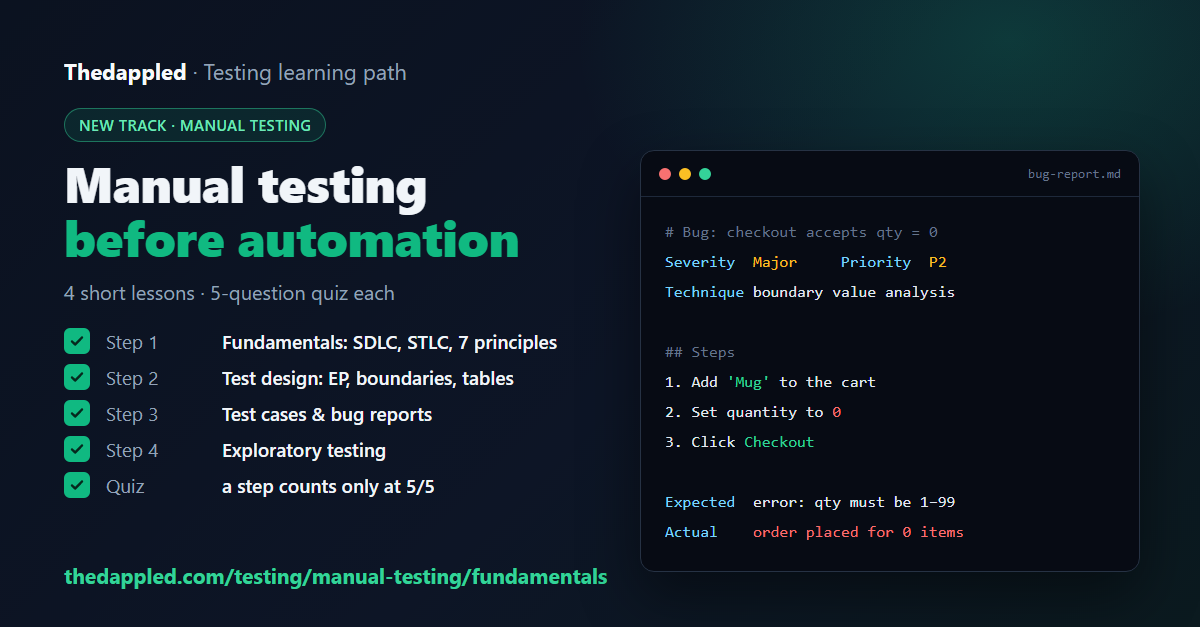 Thedappled · Testing learning path
NEW TRACK · MANUAL TESTING
Manual testing
before automation
4 short lessons · 5-question quiz each
Step 1 Fundamentals: SDLC, STLC, 7 principles
Step 2 Test design: EP, boundaries, tables
Step 3 Test cases & bug reports
Step 4 Exploratory testing
Quiz a step counts only at 5/5
thedappled.com/testing/manual-testing/fundamentals
bug-report.md
# Bug: checkout accepts qty = 0
Severity Major Priority P2
Technique boundary value analysis
## Steps
1. Add 'Mug' to the cart
2. Set quantity to 0
3. Click Checkout
Expected error: qty must be 1–99
Actual order placed for 0 items